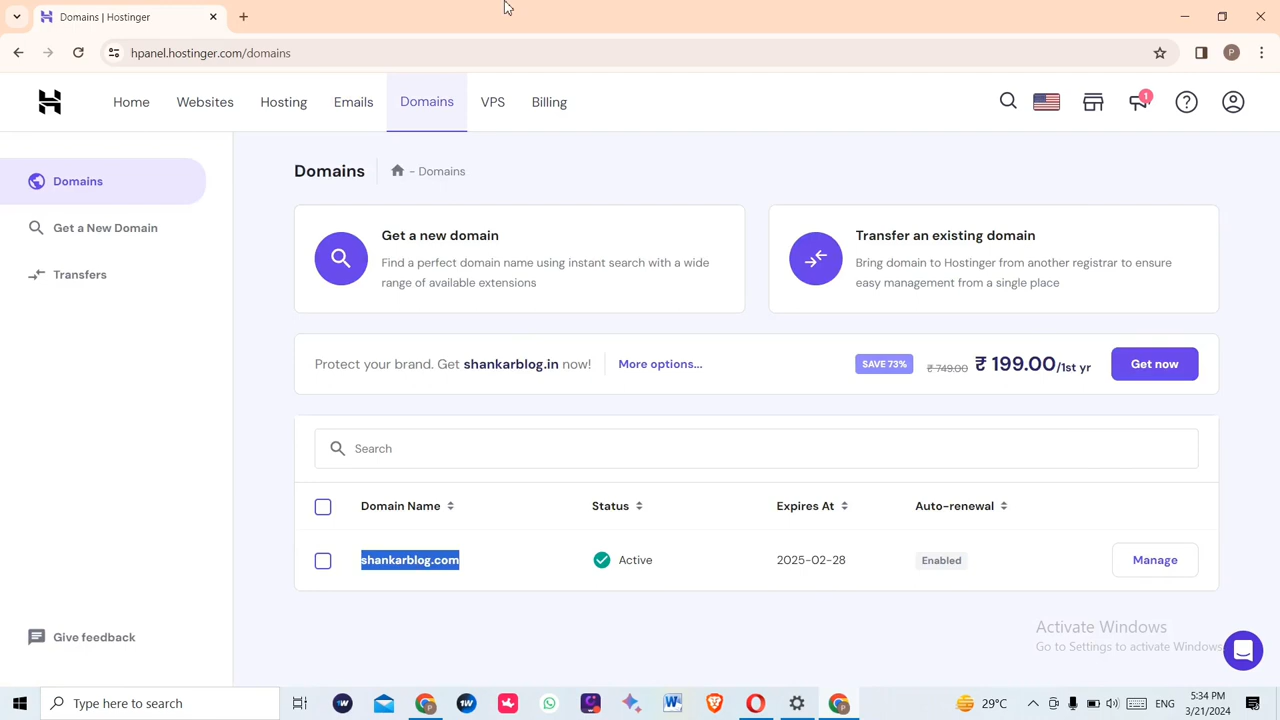 Domains | Hostinger
hpanel.hostinger.com/domains
P
Home Websites Hosting Emails Domains VPS Billing
1
Domains
Get a New Domain
Transfers
Give feedback
Domains - Domains
Get a new domain
Find a perfect domain name using instant search with a wide
range of available extensions
Transfer an existing domain
Bring domain to Hostinger from another registrar to ensure
easy management from a single place
Protect your brand. Get shankarblog.in now! More options... SAVE 73% ₹ 749.00 ₹ 199.00/1st yr Get now
Search
Domain Name Status Expires At Auto-renewal
shankarblog.com Active 2025-02-28 Enabled Manage
Activate Windows
Go to Settings to activate Windows.
Type here to search
29°C
ENG
5:34 PM
3/21/2024